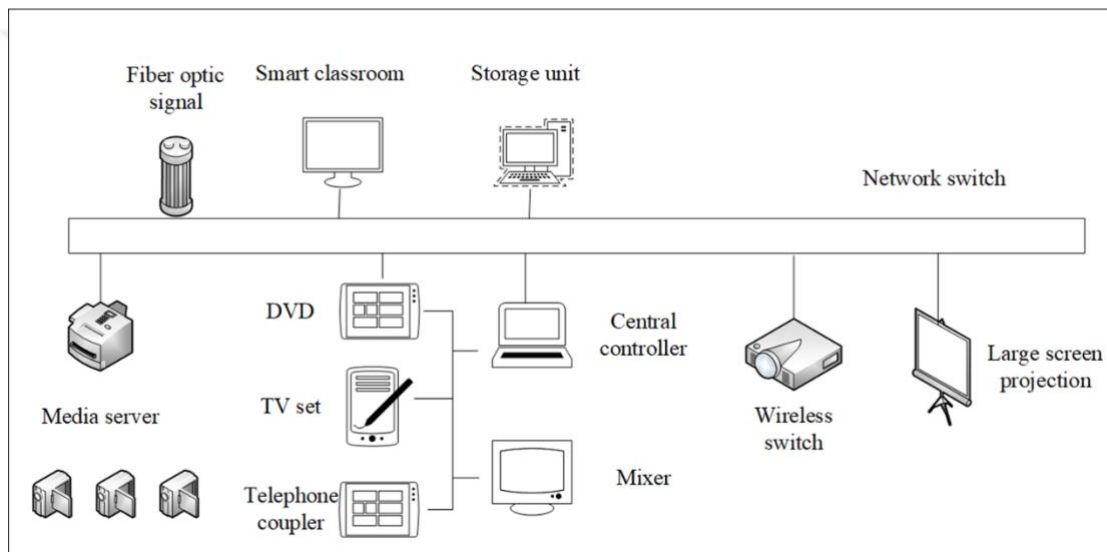 Fiber optic
signal
Smart classroom
Storage unit
Network switch
DVD
Central
controller
Large screen
projection
TV set
Media server
Wireless
switch
Telephone
coupler
Mixer